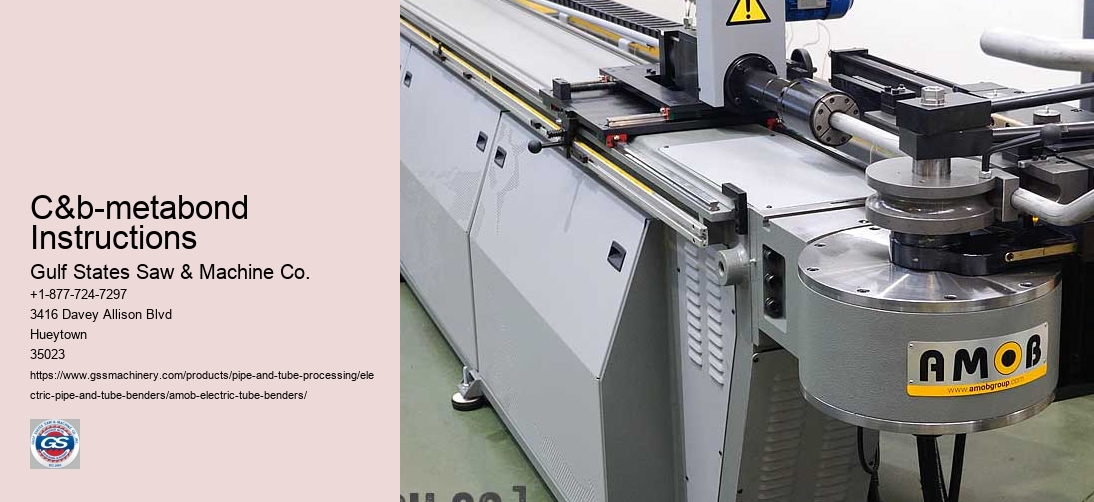 C&b-metabond
Instructions
Gulf States Saw & Machine Co.
+1-877-724-7297
3416 Davey Allison Blvd
Hueytown
35023
https://www.gssmachinery.com/products/pipe-and-tube-processing/ele
ctric-pipe-and-tube-benders/amob-electric-tube-benders/
GS
AMOB
www.amobgroup.com